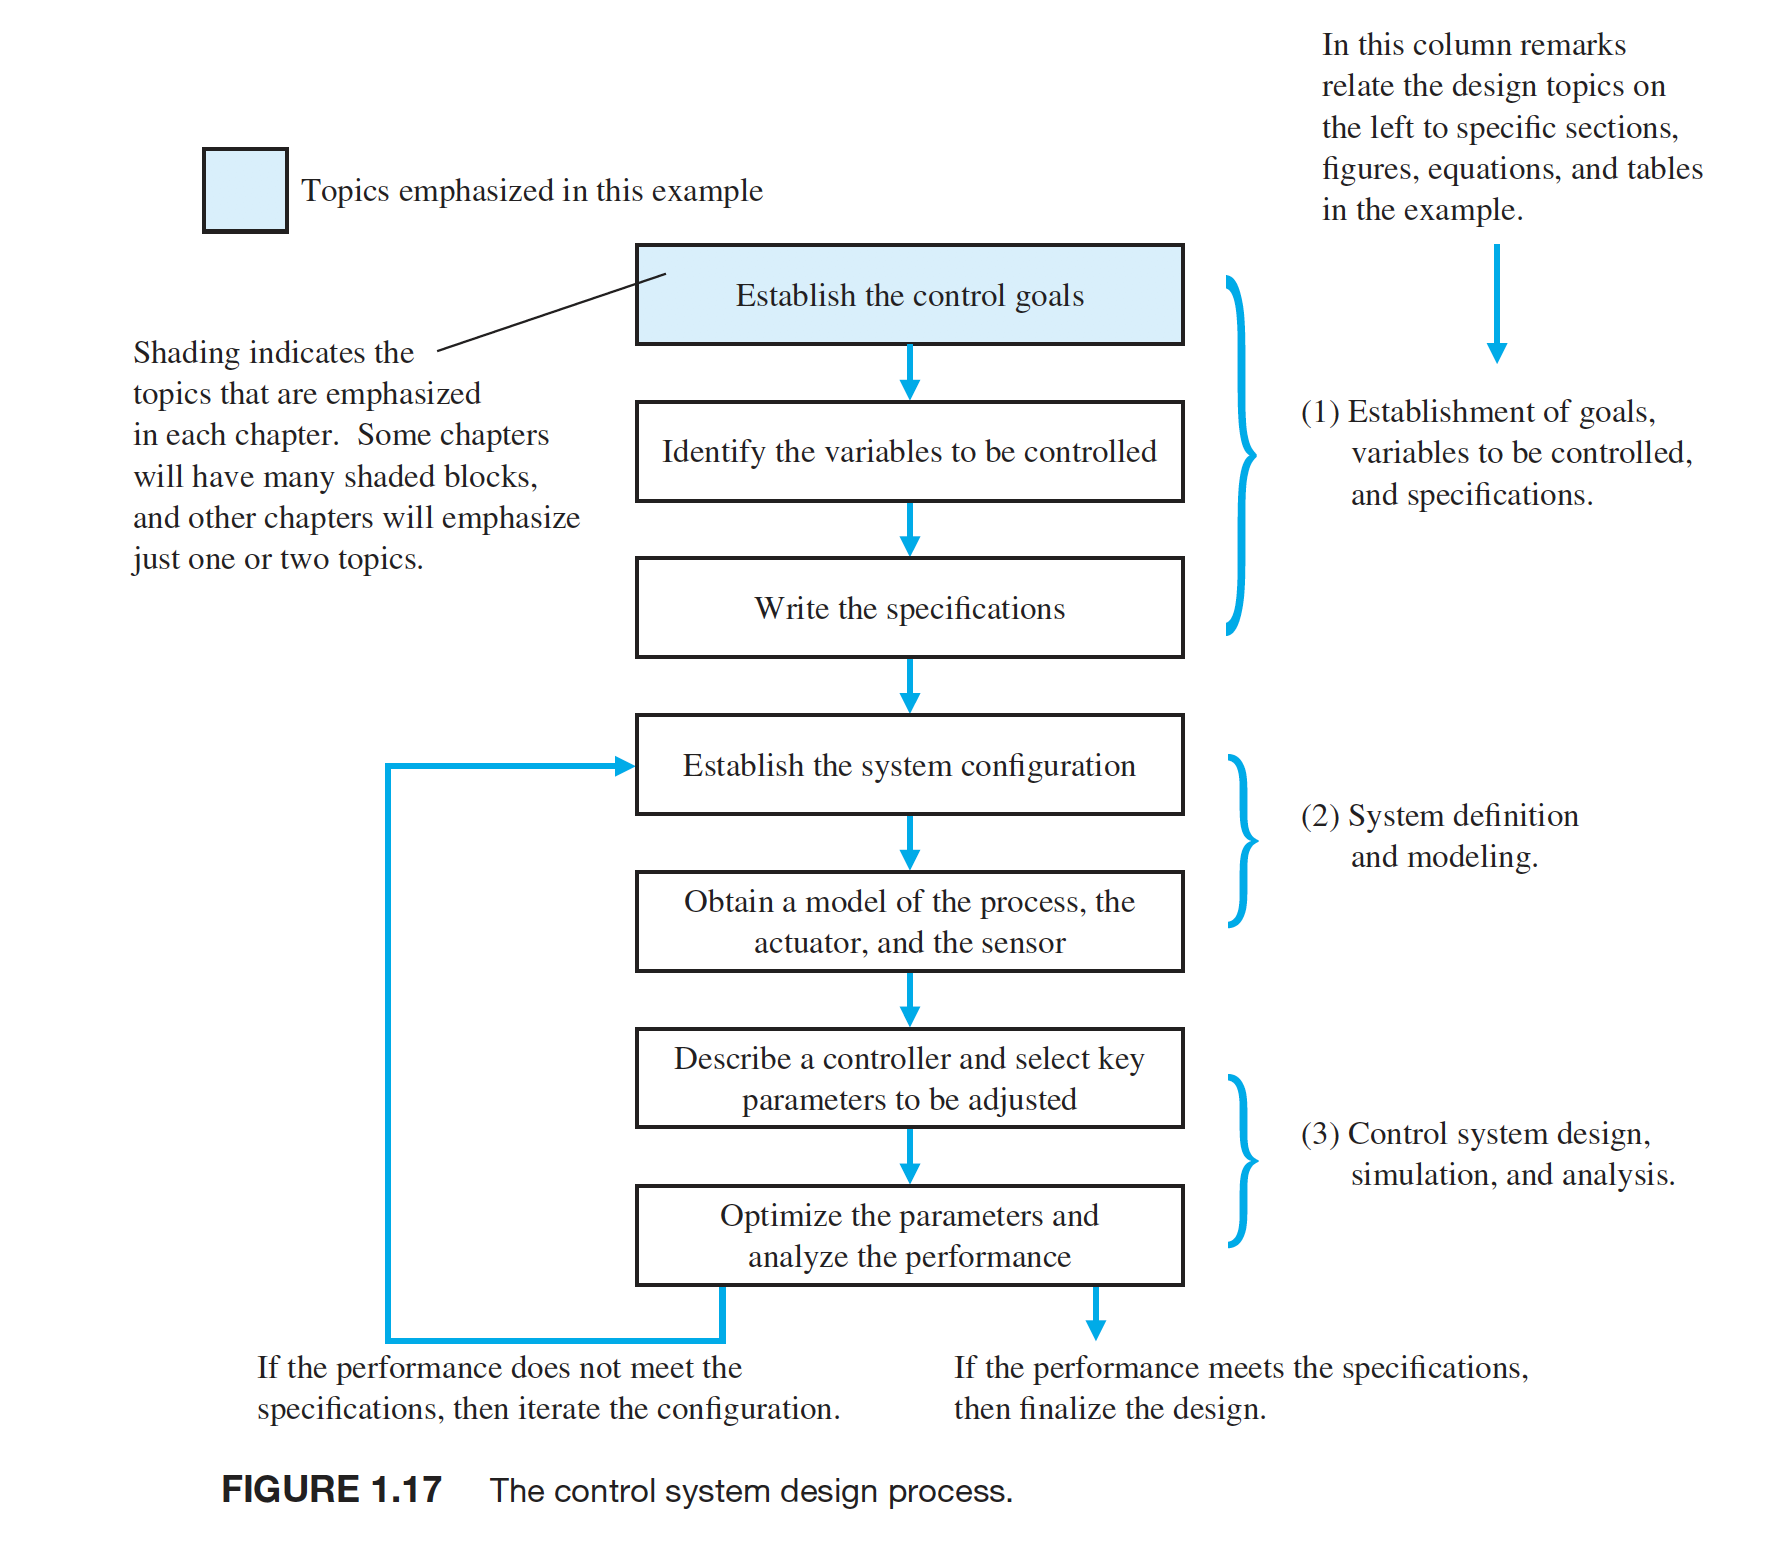 In this column remarks
relate the design topics on
the left to specific sections,
figures, equations, and tables
in the example.
Topics emphasized in this example
Establish the control goals
Shading indicates the
topics that are emphasized
in each chapter. Some chapters
will have many shaded blocks,
and other chapters will emphasize
just one or two topics.
Identify the variables to be controlled
(1) Establishment of goals,
variables to be controlled,
and specifications.
Write the specifications
Establish the system configuration
(2) System definition
and modeling.
Obtain a model of the process, the
actuator, and the sensor
Describe a controller and select key
parameters to be adjusted
(3) Control system design,
simulation, and analysis.
Optimize the parameters and
analyze the performance
If the performance does not meet the
specifications, then iterate the configuration.
If the performance meets the specifications,
then finalize the design.
FIGURE 1.17 The control system design process.